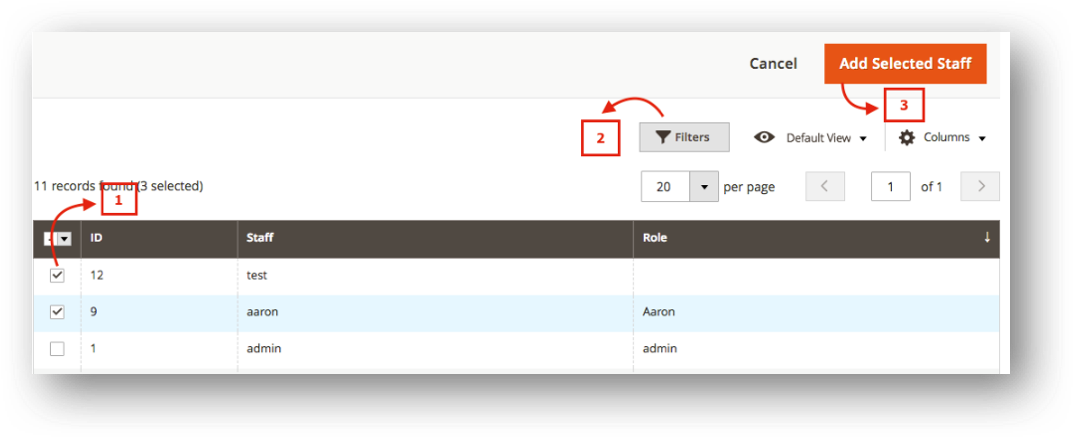 Cancel Add Selected Staff
3
2 Filters Default View Columns
11 records found (3 selected) 20 per page 1 of 1
1
ID Staff Role
12 test
9 aaron Aaron
1 admin admin